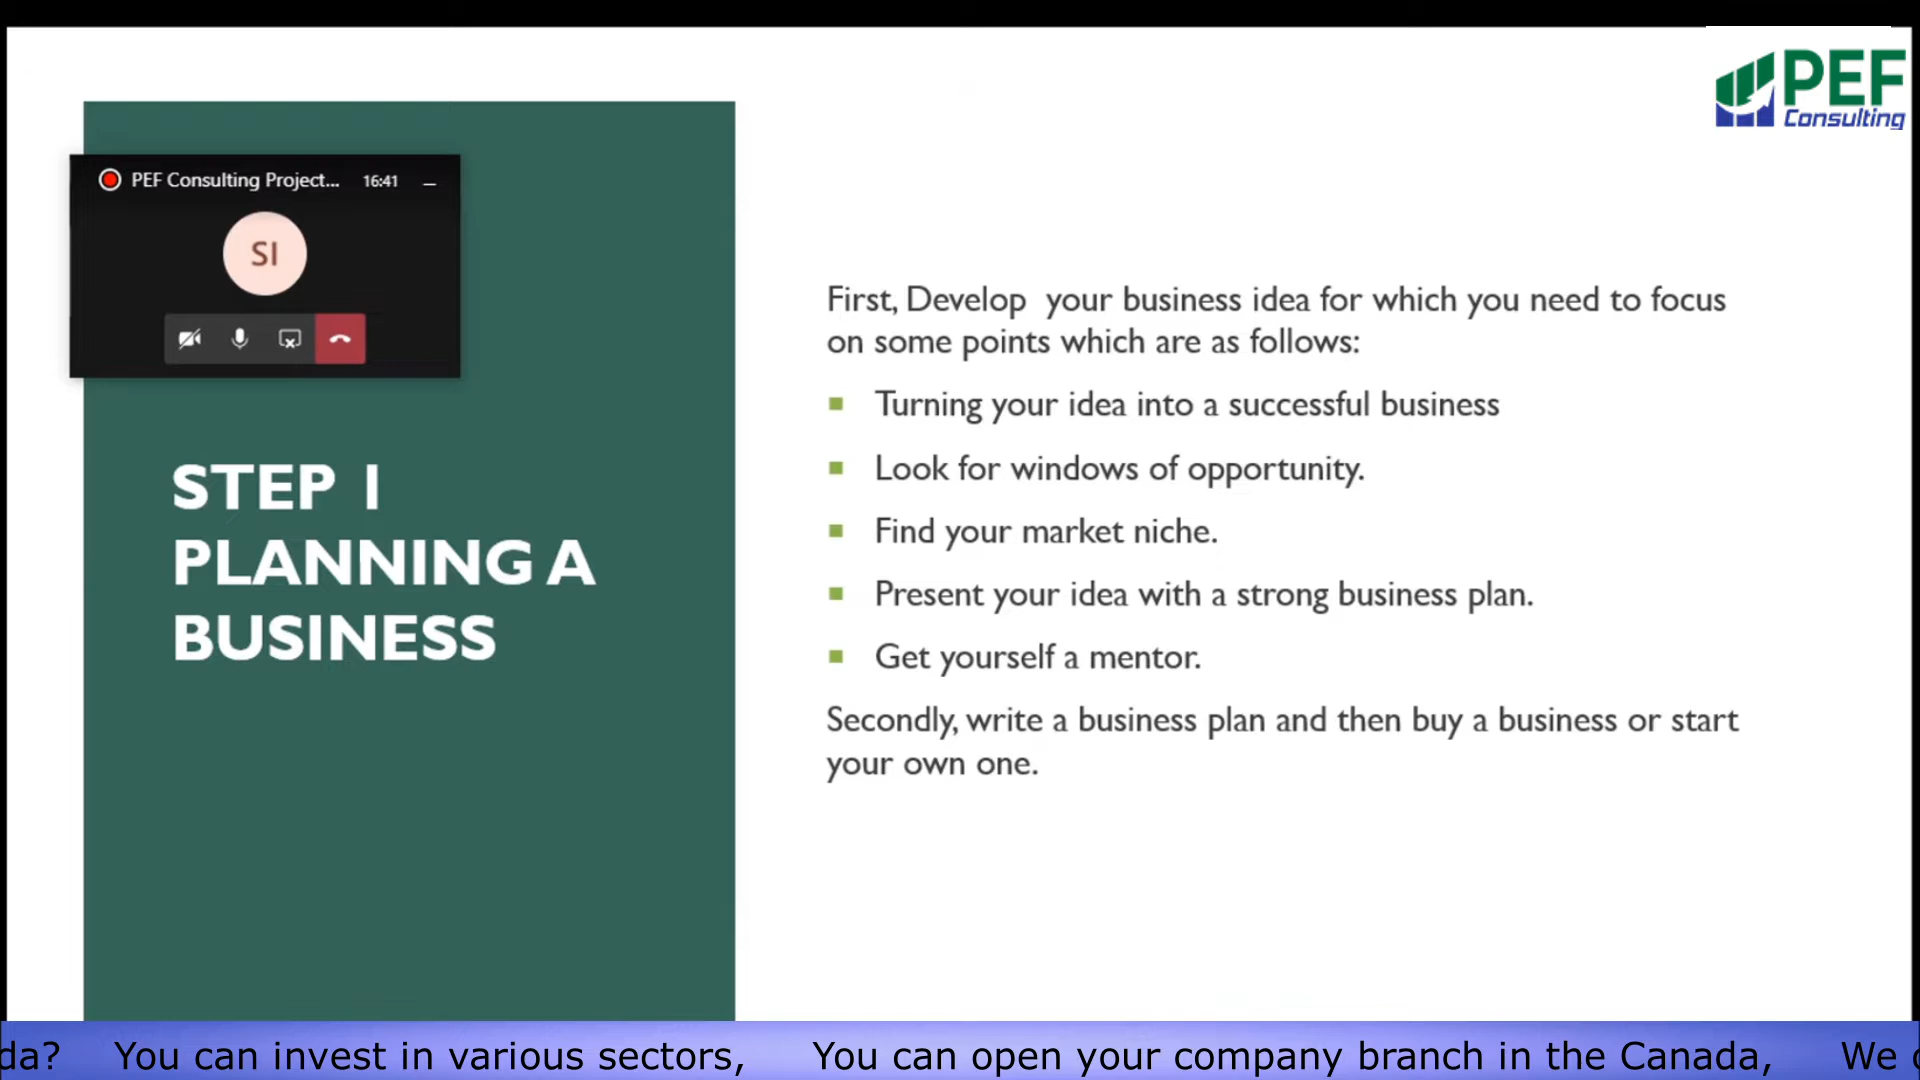 PEF
Consulting
PEF Consulting Project... 16:41
SI
STEP 1
PLANNING A
BUSINESS
First, Develop your business idea for which you need to focus
on some points which are as follows:
Turning your idea into a successful business
Look for windows of opportunity.
Find your market niche.
Present your idea with a strong business plan.
Get yourself a mentor.
Secondly, write a business plan and then buy a business or start
your own one.
da? You can invest in various sectors, You can open your company branch in the Canada, We